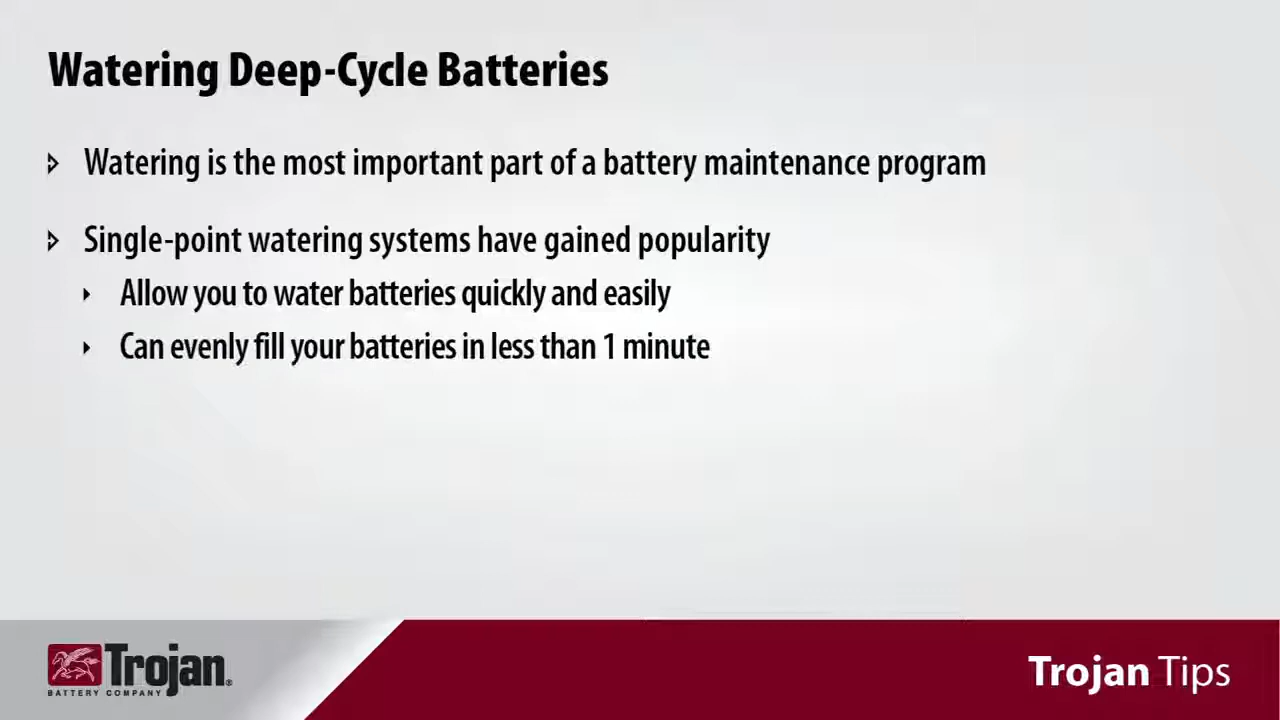 Watering Deep-Cycle Batteries
Watering is the most important part of a battery maintenance program
Single-point watering systems have gained popularity
Allow you to water batteries quickly and easily
Can evenly fill your batteries in less than 1 minute
Trojan®
BATTERY COMPANY
Trojan Tips